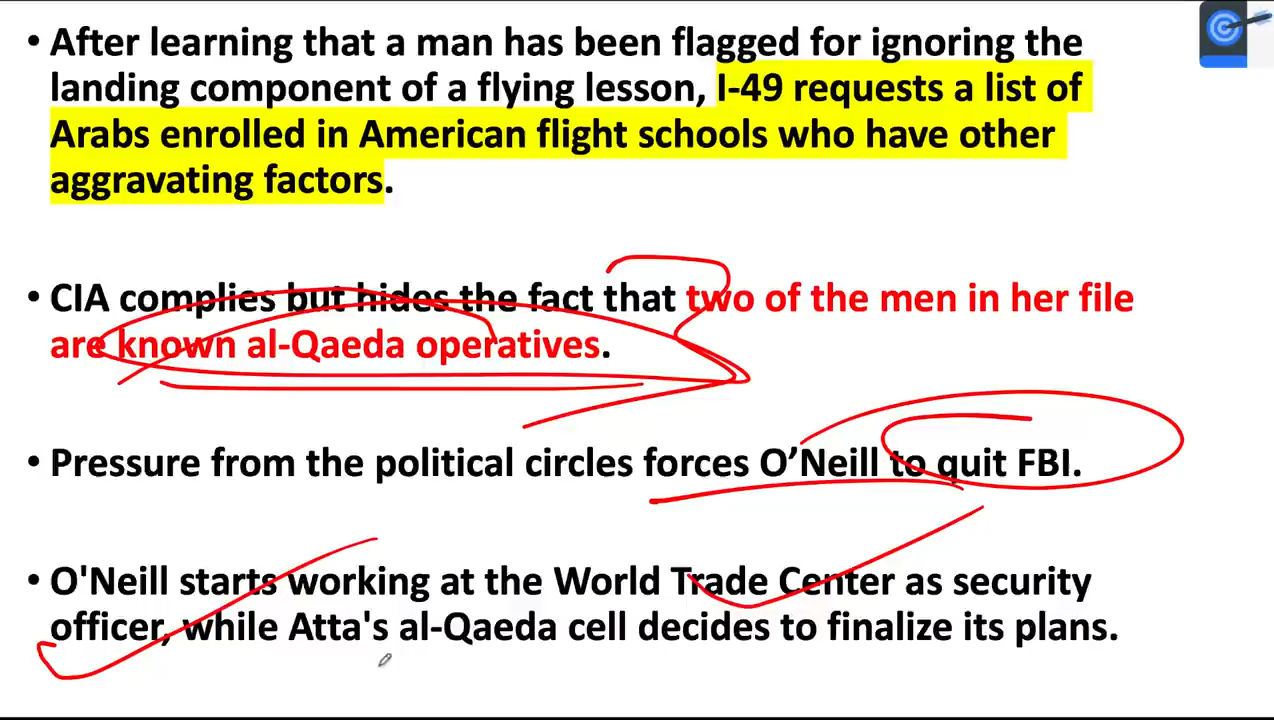 • After learning that a man has been flagged for ignoring the
landing component of a flying lesson, I-49 requests a list of
Arabs enrolled in American flight schools who have other
aggravating factors.
• CIA complies but hides the fact that two of the men in her file
are known al-Qaeda operatives.
• Pressure from the political circles forces O’Neill to quit FBI.
• O'Neill starts working at the World Trade Center as security
officer, while Atta's al-Qaeda cell decides to finalize its plans.